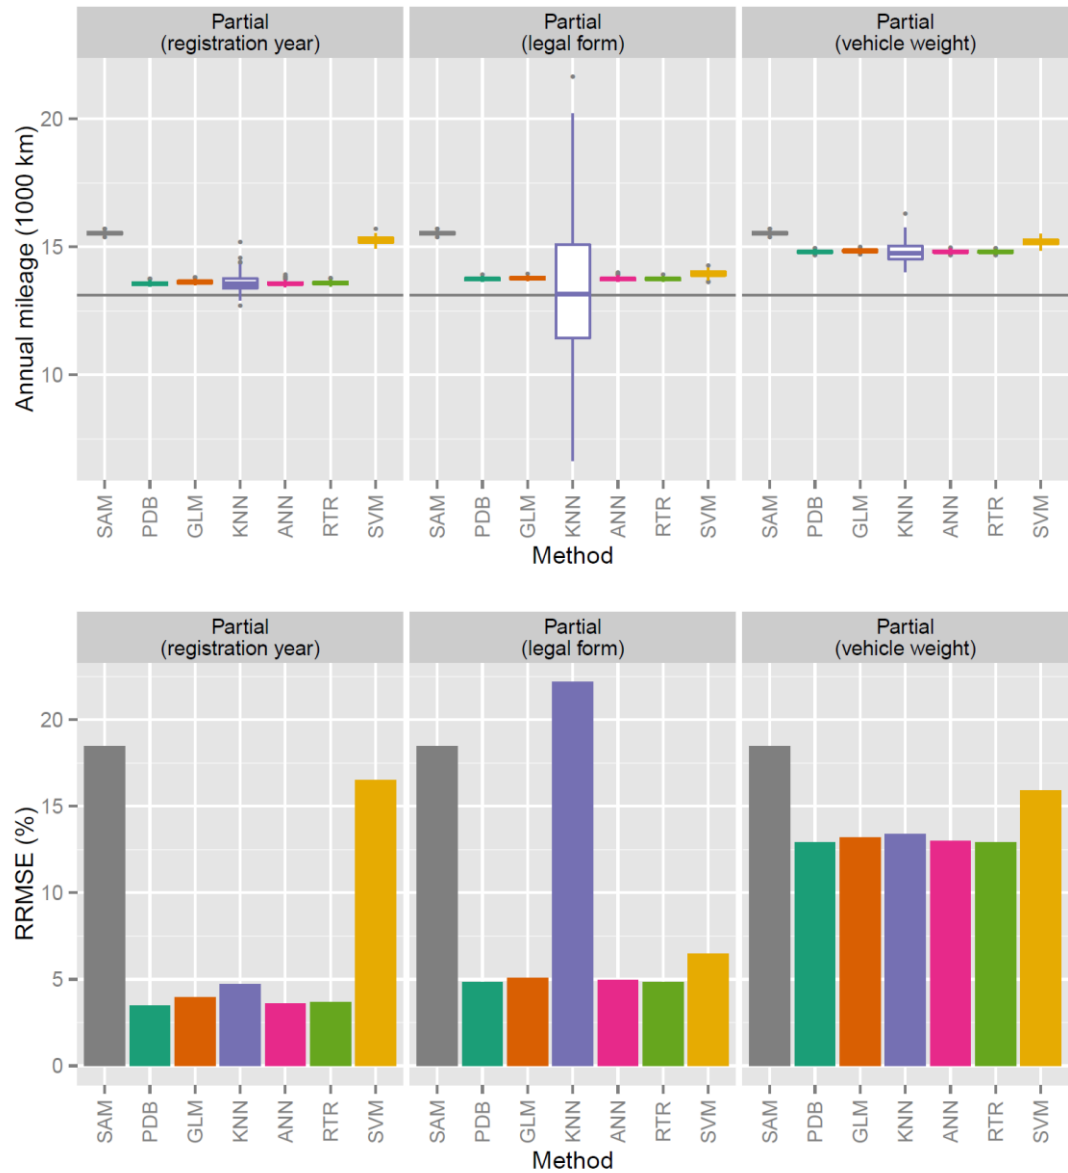 Partial
(registration year)
Partial
(legal form)
Partial
(vehicle weight)
Annual mileage (1000 km)
20
15
10
SAM PDB GLM KNN ANN RTR SVM
SAM PDB GLM KNN ANN RTR SVM
SAM PDB GLM KNN ANN RTR SVM
Method
Partial
(registration year)
Partial
(legal form)
Partial
(vehicle weight)
RRMSE (%)
20
15
10
5
0
SAM PDB GLM KNN ANN RTR SVM
SAM PDB GLM KNN ANN RTR SVM
SAM PDB GLM KNN ANN RTR SVM
Method